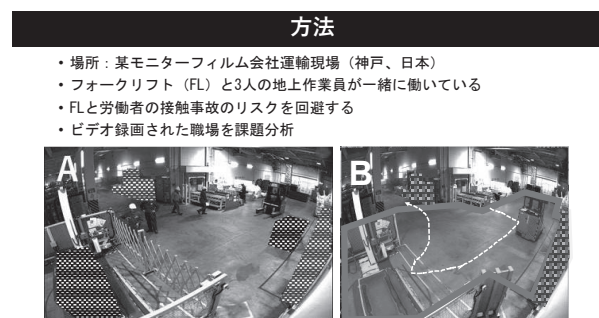 方法
・場所：某モニターフィルム会社運輸現場（神戸、日本）
・フォークリフト（FL）と3人の地上作業員が一緒に働いている
・FLと労働者の接触事故のリスクを回避する
・ビデオ録画された職場を課題分析
A
B